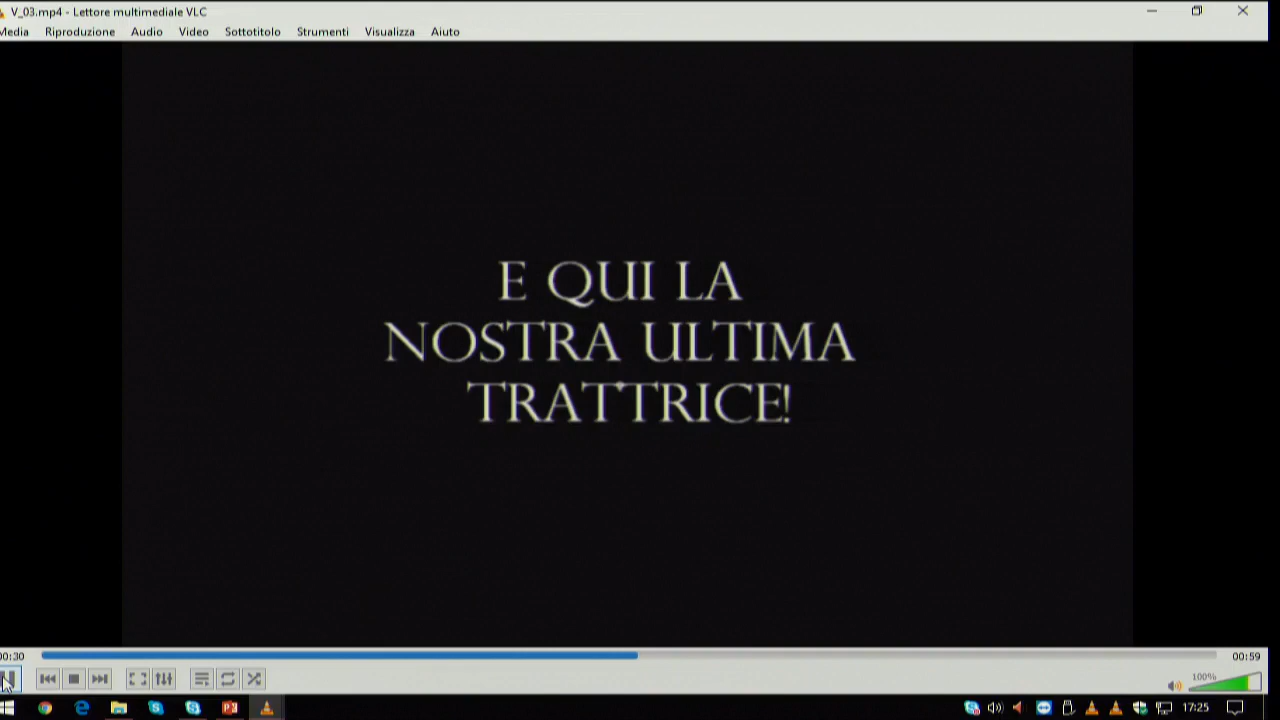 V_03.mp4 - Lettore multimediale VLC
Media Riproduzione Audio Video Sottotitolo Strumenti Visualizza Aiuto
E QUI LA
NOSTRA ULTIMA
TRATTRICE!
00:30 00:59
100%
17:25